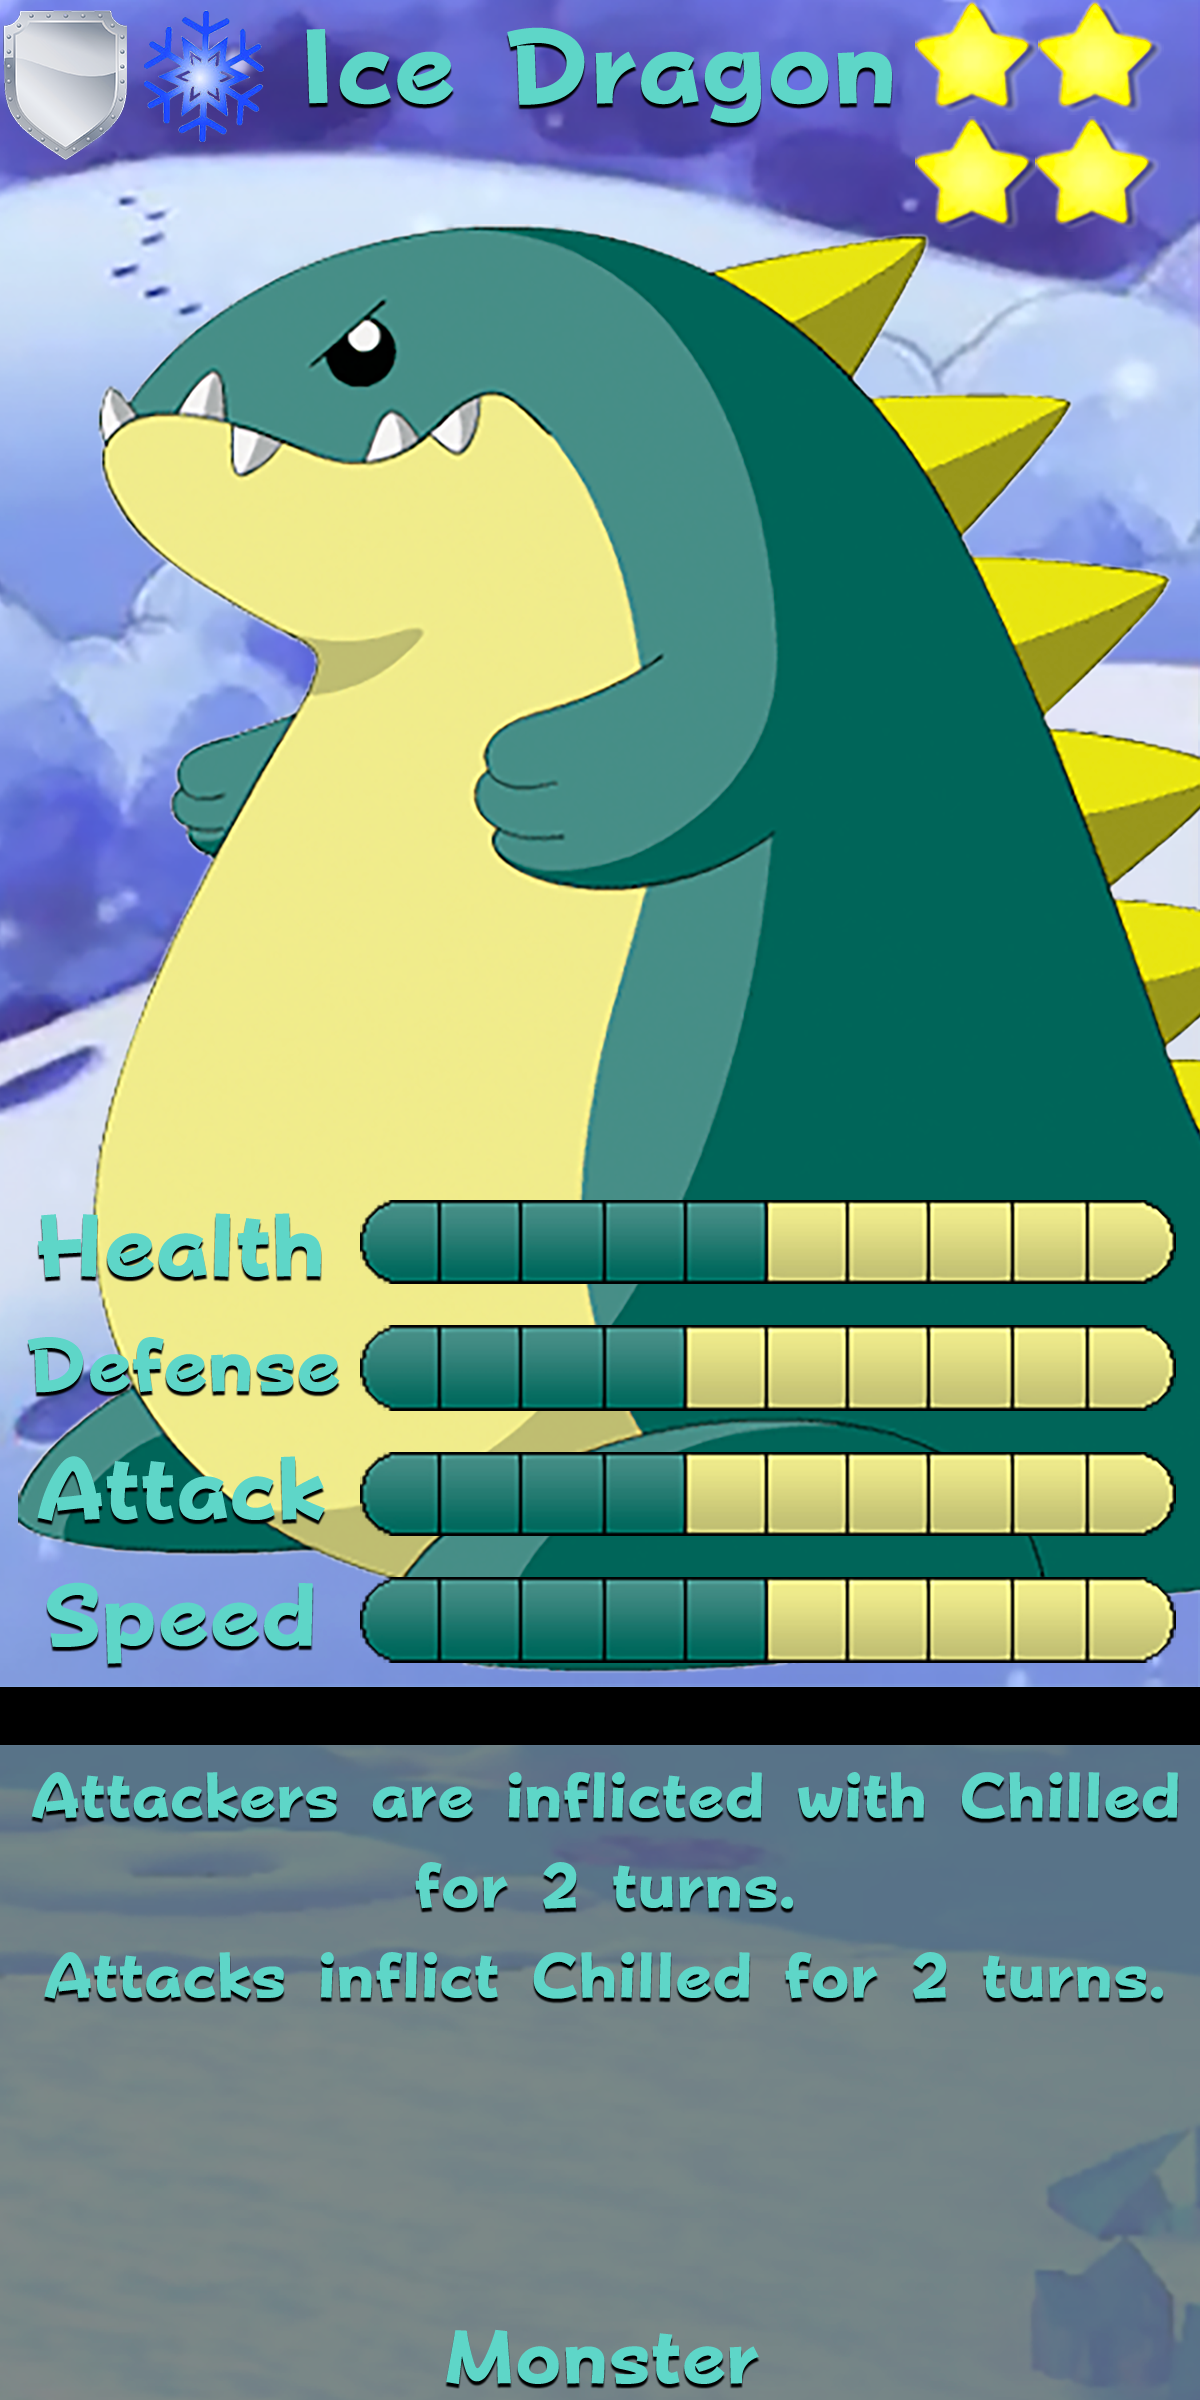 Ice Dragon
Health
Defense
Attack
Speed
Attackers are inflicted with Chilled
for 2 turns.
Attacks inflict Chilled for 2 turns.
Monster